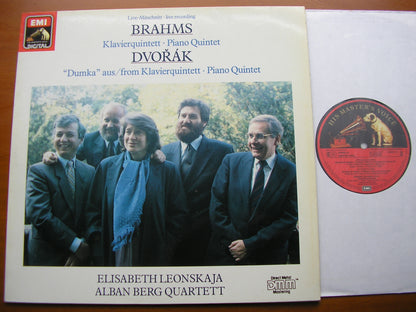 EMI
DIGITAL
Live-Mitschnitt · live recording
BRAHMS
Klavierquintett · Piano Quintet
DVOŘÁK
"Dumka" aus/from Klavierquintett · Piano Quintet
ELISABETH LEONSKAJA
ALBAN BERG QUARTETT
Direct Metal
DMM
Mastering
HIS MASTER'S VOICE
EMI